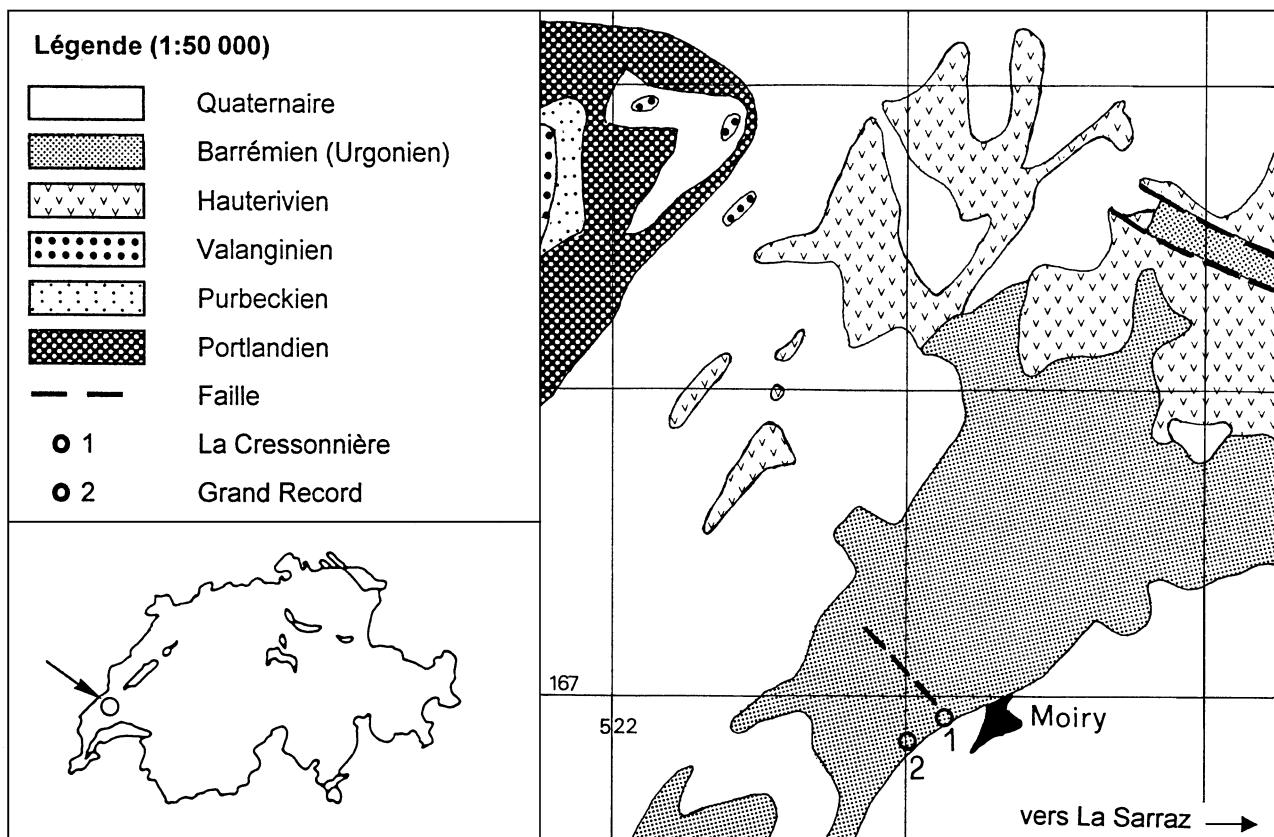 Légende (1:50 000)
Quaternaire
Barrémien (Urgonien)
Hauterivien
Valanginien
Purbeckien
Portlandien
Faille
1 La Cressonnière
2 Grand Record
167
522
1
2
Moiry
vers La Sarraz